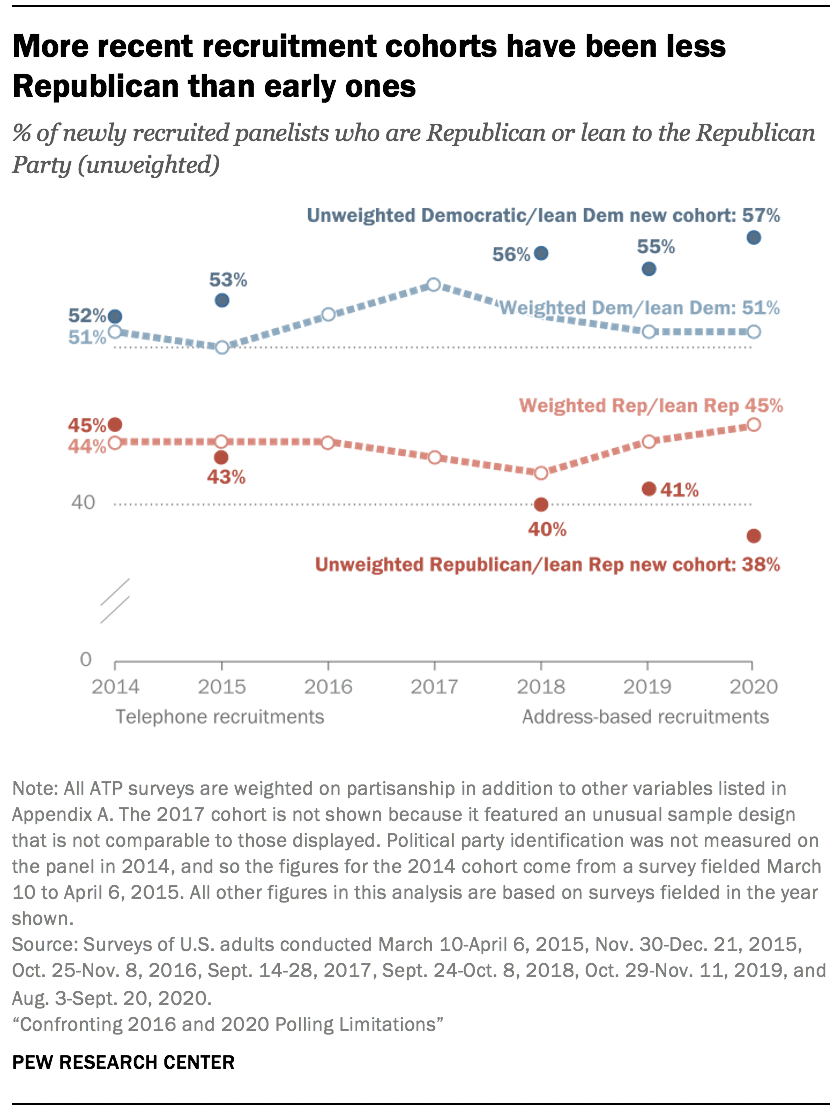 More recent recruitment cohorts have been less
Republican than early ones
% of newly recruited panelists who are Republican or lean to the Republican
Party (unweighted)
Unweighted Democratic/lean Dem new cohort: 57%
56%
55%
53%
52%
51%
Weighted Dem/lean Dem: 51%
Weighted Rep/lean Rep 45%
45%
44%
43%
41%
40
40%
Unweighted Republican/lean Rep new cohort: 38%
0
2014 2015 2016 2017 2018 2019 2020
Telephone recruitments Address-based recruitments
Note: All ATP surveys are weighted on partisanship in addition to other variables listed in
Appendix A. The 2017 cohort is not shown because it featured an unusual sample design
that is not comparable to those displayed. Political party identification was not measured on
the panel in 2014, and so the figures for the 2014 cohort come from a survey fielded March
10 to April 6, 2015. All other figures in this analysis are based on surveys fielded in the year
shown.
Source: Surveys of U.S. adults conducted March 10-April 6, 2015, Nov. 30-Dec. 21, 2015,
Oct. 25-Nov. 8, 2016, Sept. 14-28, 2017, Sept. 24-Oct. 8, 2018, Oct. 29-Nov. 11, 2019, and
Aug. 3-Sept. 20, 2020.
“Confronting 2016 and 2020 Polling Limitations”
PEW RESEARCH CENTER